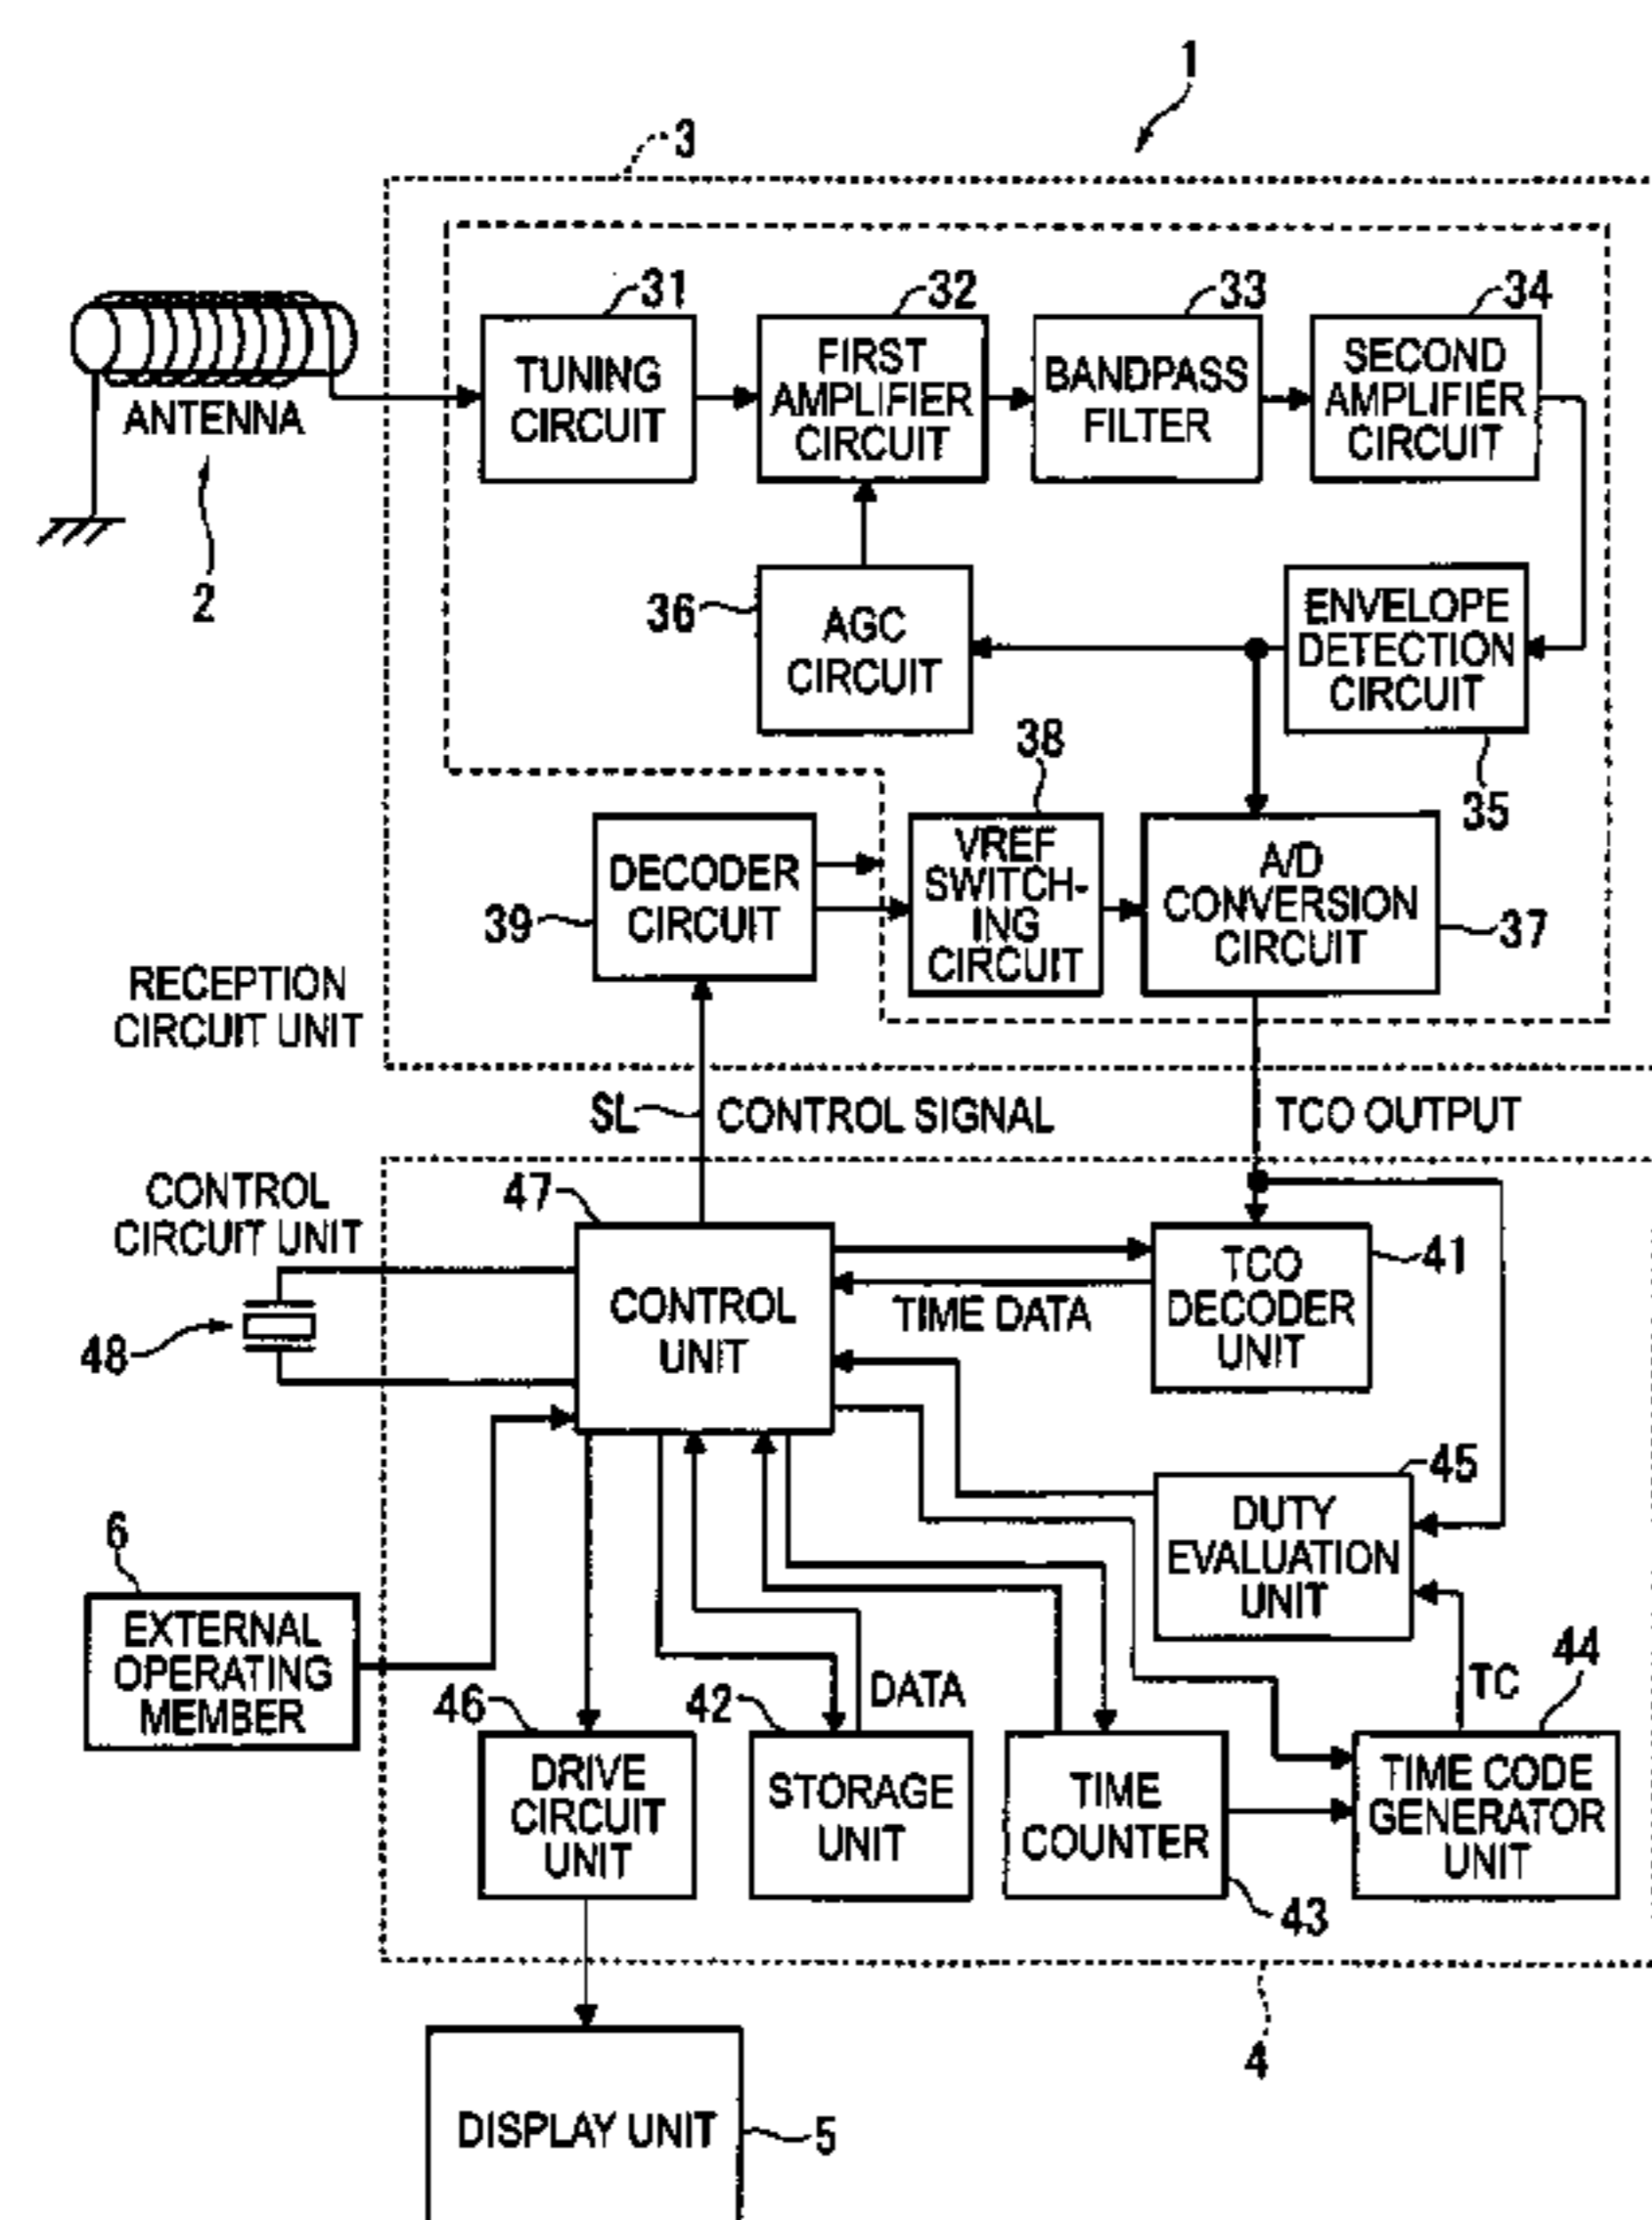 1
3
31
32
33
34
TUNING
CIRCUIT
FIRST
AMPLIFIER
CIRCUIT
BANDPASS
FILTER
SECOND
AMPLIFIER
CIRCUIT
ANTENNA
2
36
AGC
CIRCUIT
ENVELOPE
DETECTION
CIRCUIT
35
38
39
DECODER
CIRCUIT
VREF
SWITCH-
ING
CIRCUIT
A/D
CONVERSION
CIRCUIT
37
RECEPTION
CIRCUIT UNIT
SL
CONTROL SIGNAL
TCO OUTPUT
CONTROL
CIRCUIT UNIT
47
CONTROL
UNIT
TIME DATA
TCO
DECODER
UNIT
41
48
45
DUTY
EVALUATION
UNIT
6
EXTERNAL
OPERATING
MEMBER
46
42
DATA
TC
44
DRIVE
CIRCUIT
UNIT
STORAGE
UNIT
TIME
COUNTER
43
TIME CODE
GENERATOR
UNIT
4
DISPLAY UNIT
5